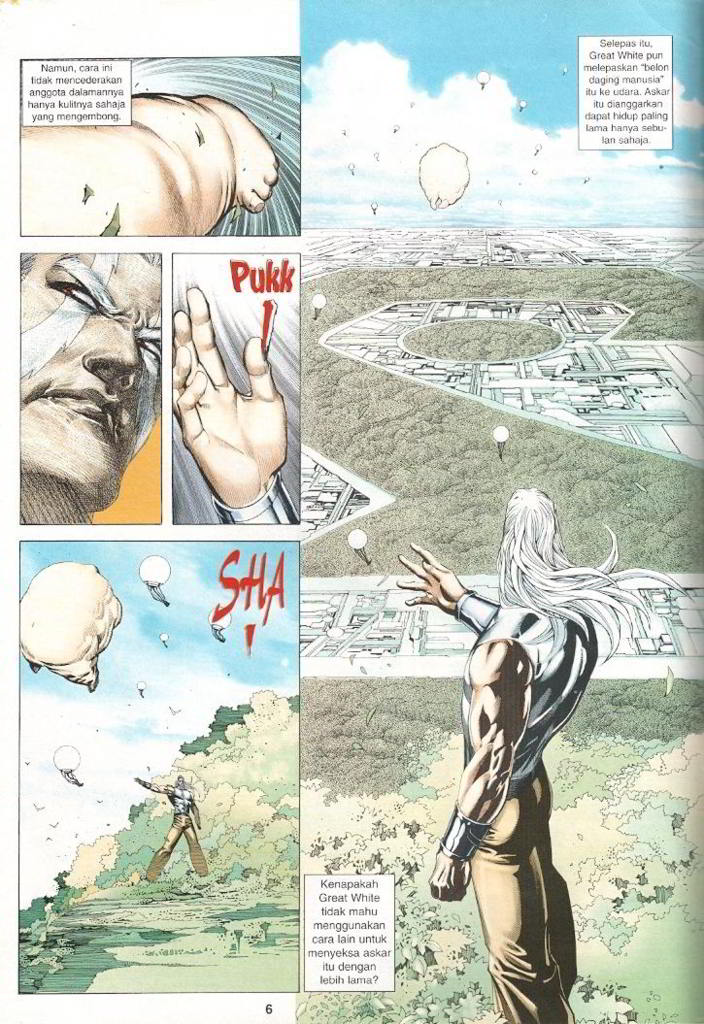 Namun, cara ini
tidak mencederakan
anggota dalamannya
hanya kulitnya sahaja
yang mengembong.
Pukk
!
SHA
!
Selepas itu,
Great White pun
melepaskan "belon
daging manusia"
itu ke udara. Askar
itu dianggarkan
dapat hidup paling
lama hanya sebu-
lan sahaja.
Kenapakah
Great White
tidak mahu
menggunakan
cara lain untuk
menyeksa askar
itu dengan
lebih lama?
6